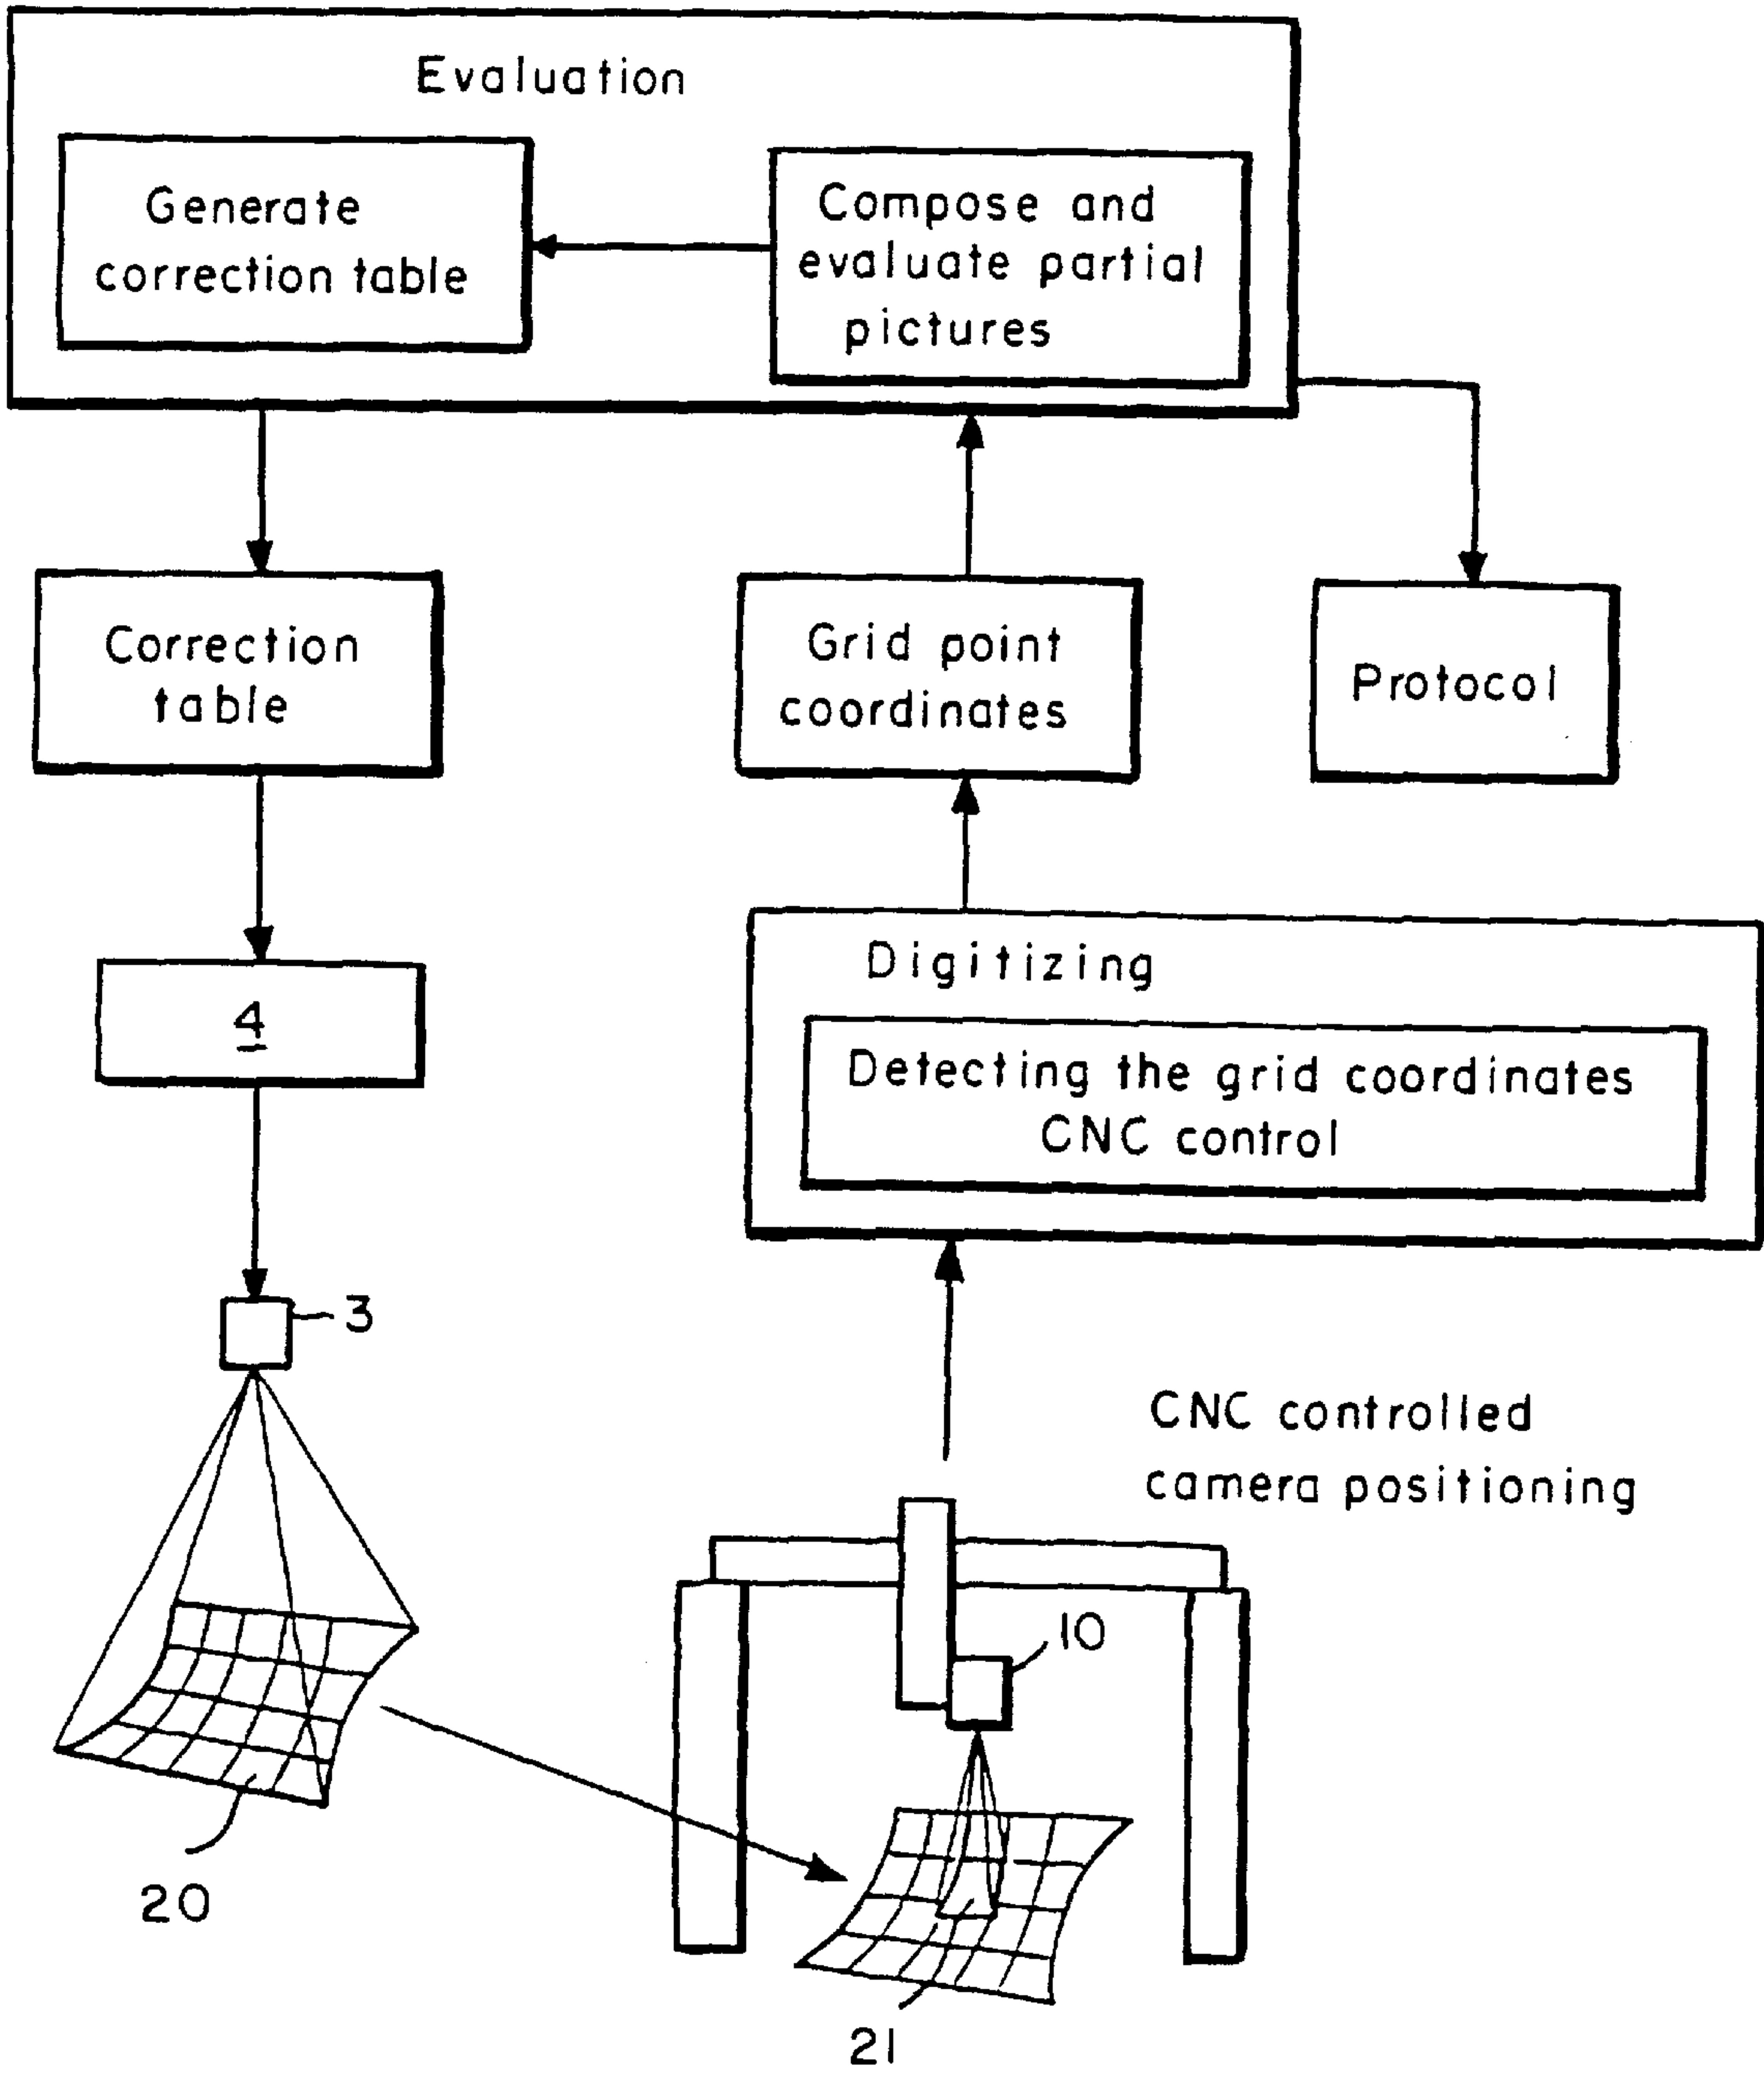 Evaluation
Generate
correction table
Compose and
evaluate partial
pictures
Correction
table
Grid point
coordinates
Protocol
4
Digitizing
Detecting the grid coordinates
CNC control
3
CNC controlled
camera positioning
10
20
21